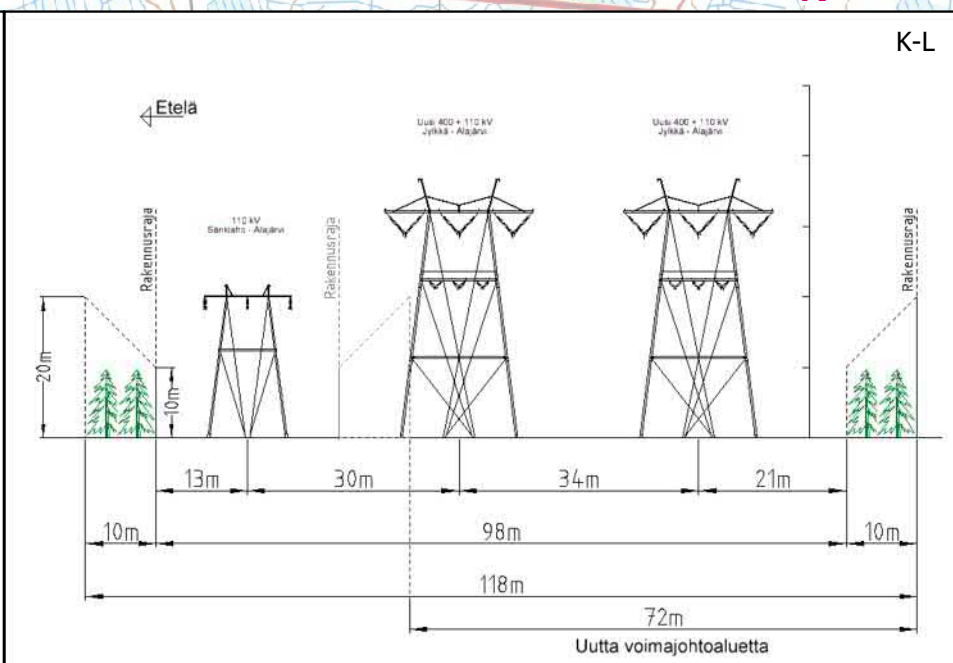 K-L
Etelä
Uusi 400 + 110 kV
Jylkkä - Alajärvi
Uusi 400 + 110 kV
Jylkkä - Alajärvi
110 kV
- Alajärvi
Rakennusraja
Rakennusraja
Rakennusraja
20m
10m
13m
30m
34m
21m
10m
98m
10m
118m
72m
Uutta voimajohtoaluetta